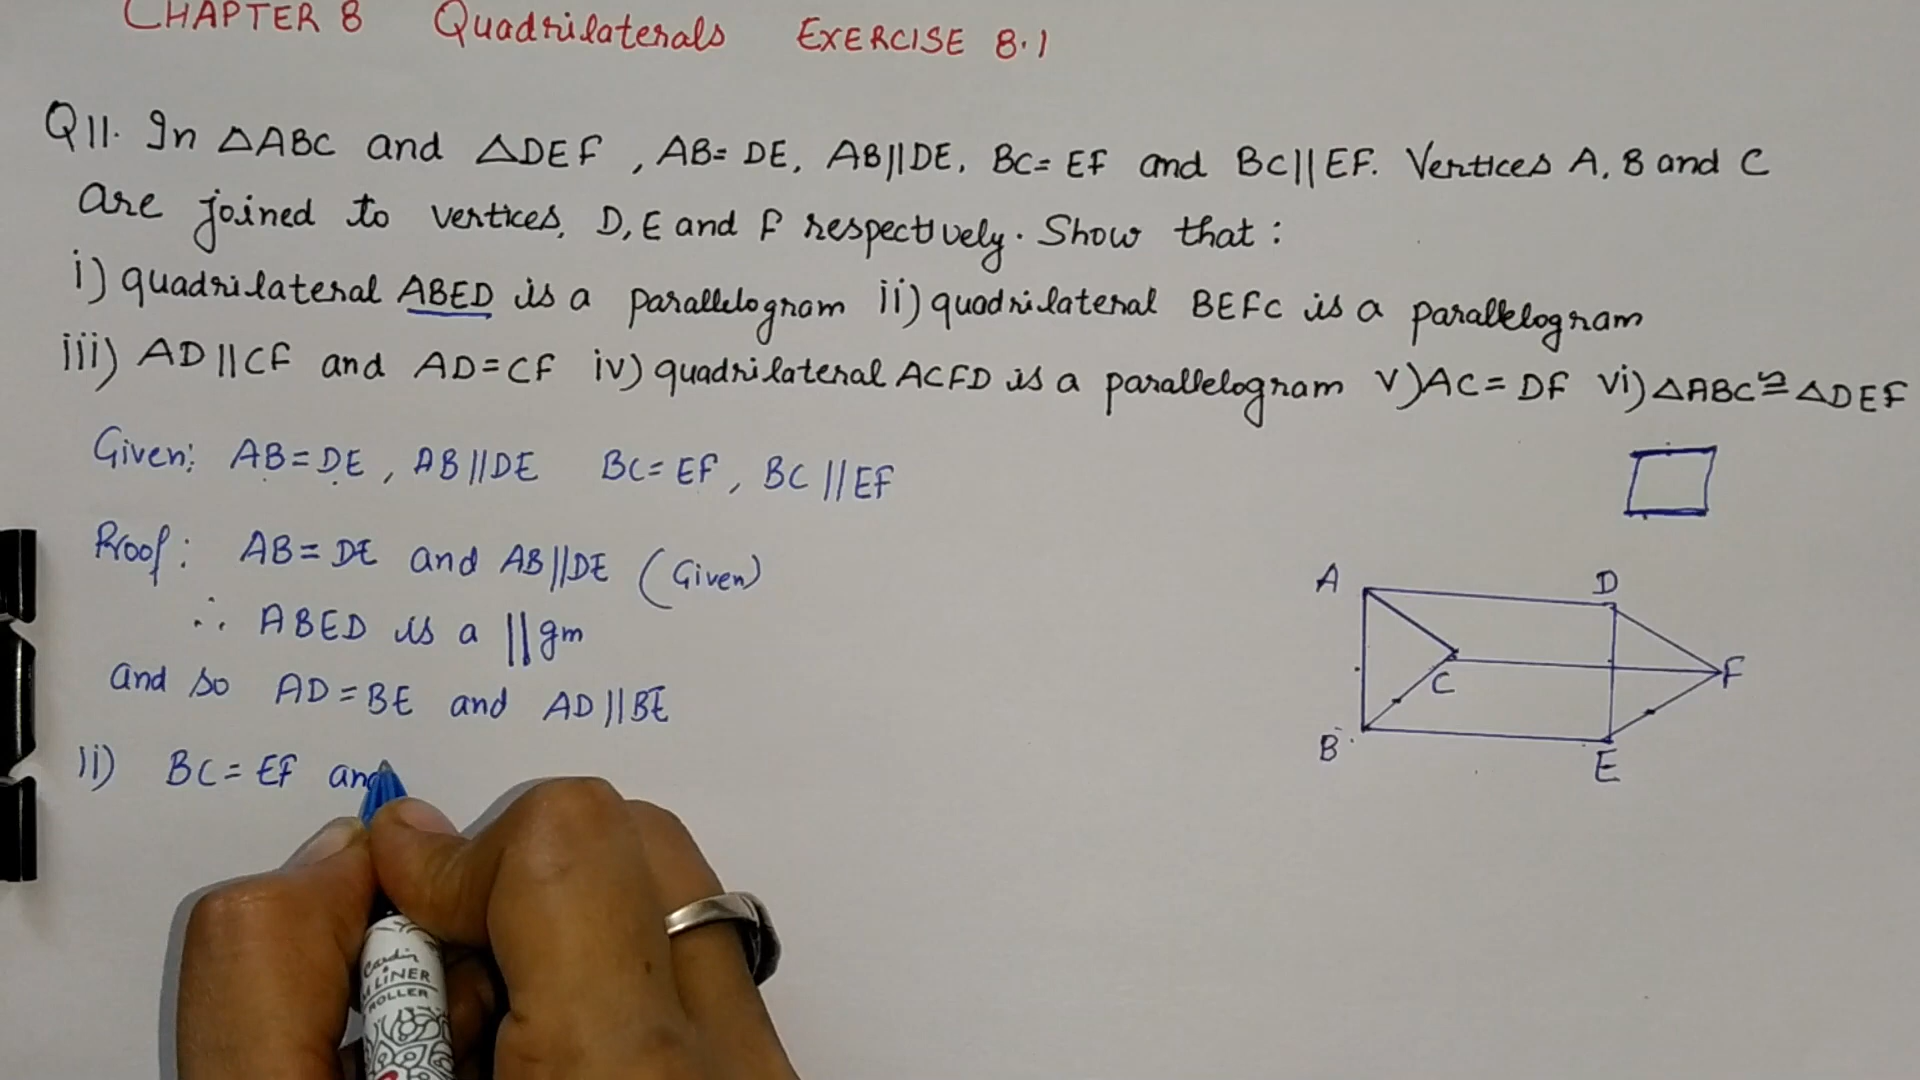 CHAPTER 8 Quadrilaterals EXERCISE 8.1
Q11. In △ABC and △DEF, AB= DE, AB||DE, BC= EF and BC||EF. Vertices A, B and C
are joined to vertices, D, E and F respectively. Show that :
i) quadrilateral ABED is a parallelogram ii) quadrilateral BEFC is a parallelogram
iii) AD||CF and AD=CF iv) quadrilateral ACFD is a parallelogram v) AC= DF vi) △ABC≅△DEF
Given: AB=DE, AB||DE BC= EF, BC||EF
Proof: AB= DE and AB||DE (Given)
∴ ABED is a ||gm
and so AD=BE and AD||BE
ii) BC= EF and
A
D
C
F
B
E
Cardin
LINER
ROLLER